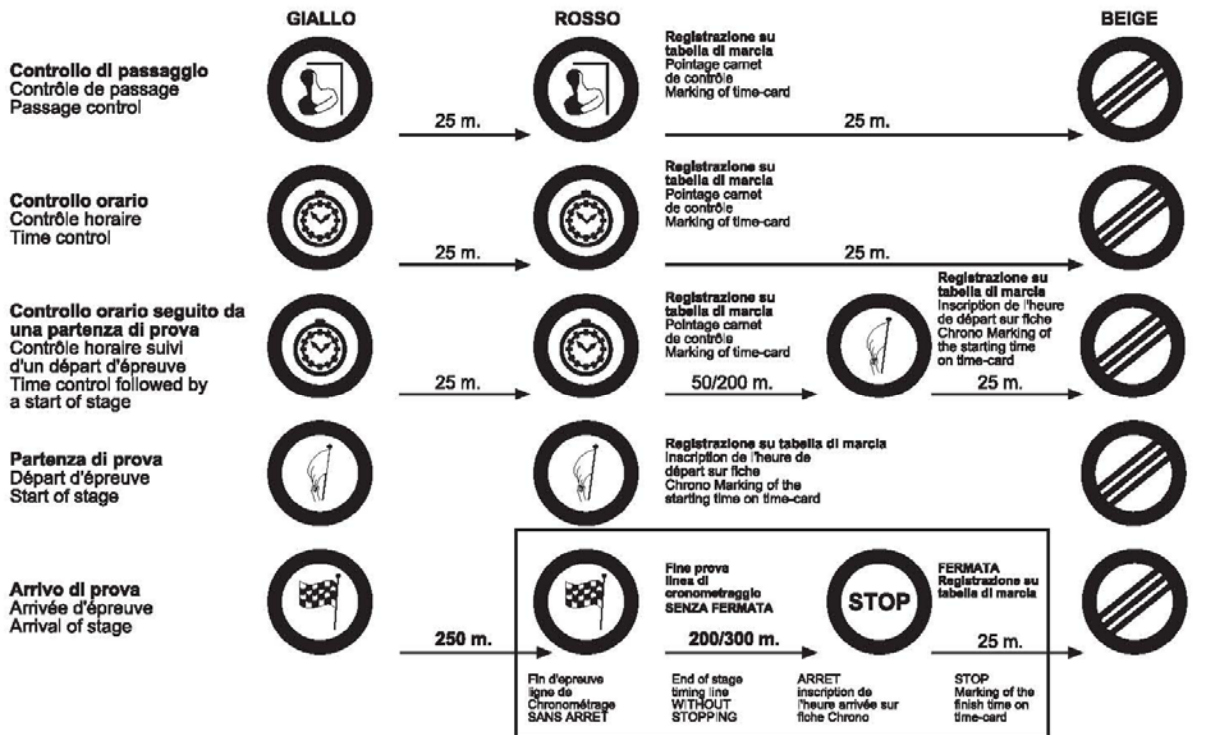 GIALLO
ROSSO
BEIGE
Controllo di passaggio
Contrôle de passage
Passage control
25 m.
Registrazione su
tabella di marcia
Pointage carnet
de contrôle
Marking of time-card
25 m.
Controllo orario
Contrôle horaire
Time control
25 m.
Registrazione su
tabella di marcia
Pointage carnet
de contrôle
Marking of time-card
25 m.
Controllo orario seguito da
una partenza di prova
Contrôle horaire suivi
d'un départ d'épreuve
Time control followed by
a start of stage
25 m.
Registrazione su
tabella di marcia
Pointage carnet
de contrôle
Marking of time-card
50/200 m.
Registrazione su
tabella di marcia
Inscription de l'heure
de départ sur fiche
Chrono Marking of
the starting time
on time-card
25 m.
Partenza di prova
Départ d'épreuve
Start of stage
Registrazione su tabella di marcia
Inscription de l'heure de
départ sur fiche
Chrono Marking of the
starting time on time-card
Arrivo di prova
Arrivée d'épreuve
Arrival of stage
250 m.
Fine prova
linea di
cronometraggio
SENZA FERMATA
200/300 m.
STOP
FERMATA
Registrazione su
tabella di marcia
25 m.
Fin d'epreuve
ligne de
Chronométrage
SANS ARRET
End of stage
timing line
WITHOUT
STOPPING
ARRET
inscription de
l'heure arrivée sur
fiche Chrono
STOP
Marking of the
finish time on
time-card